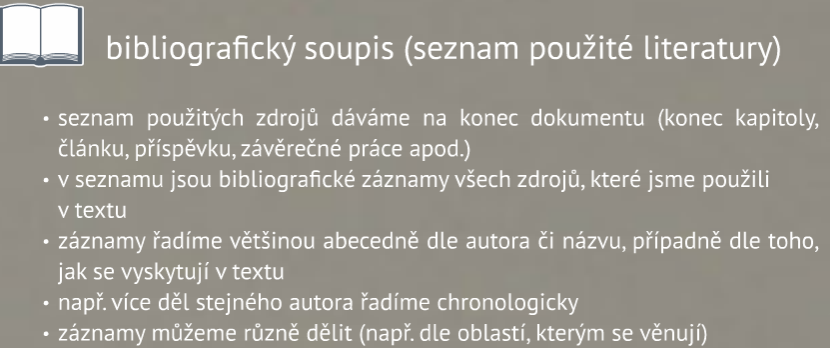 bibliografický soupis (seznam použité literatury)
• seznam použitých zdrojů dáváme na konec dokumentu (konec kapitoly,
článku, příspěvku, závěrečné práce apod.)
• v seznamu jsou bibliografické záznamy všech zdrojů, které jsme použili
v textu
• záznamy řadíme většinou abecedně dle autora či názvu, případně dle toho,
jak se vyskytují v textu
• např. více děl stejného autora řadíme chronologicky
• záznamy můžeme různě dělit (např. dle oblastí, kterým se věnují)